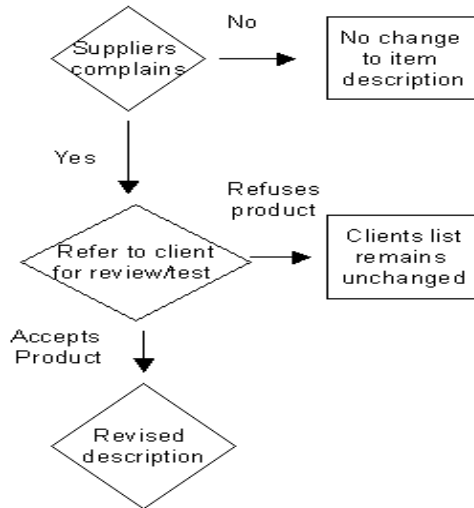 Suppliers
complains
No
No change
to item
description
Yes
Refer to client
for review/test
Refuses
product
Clients list
remains
unchanged
Accepts
Product
Revised
description